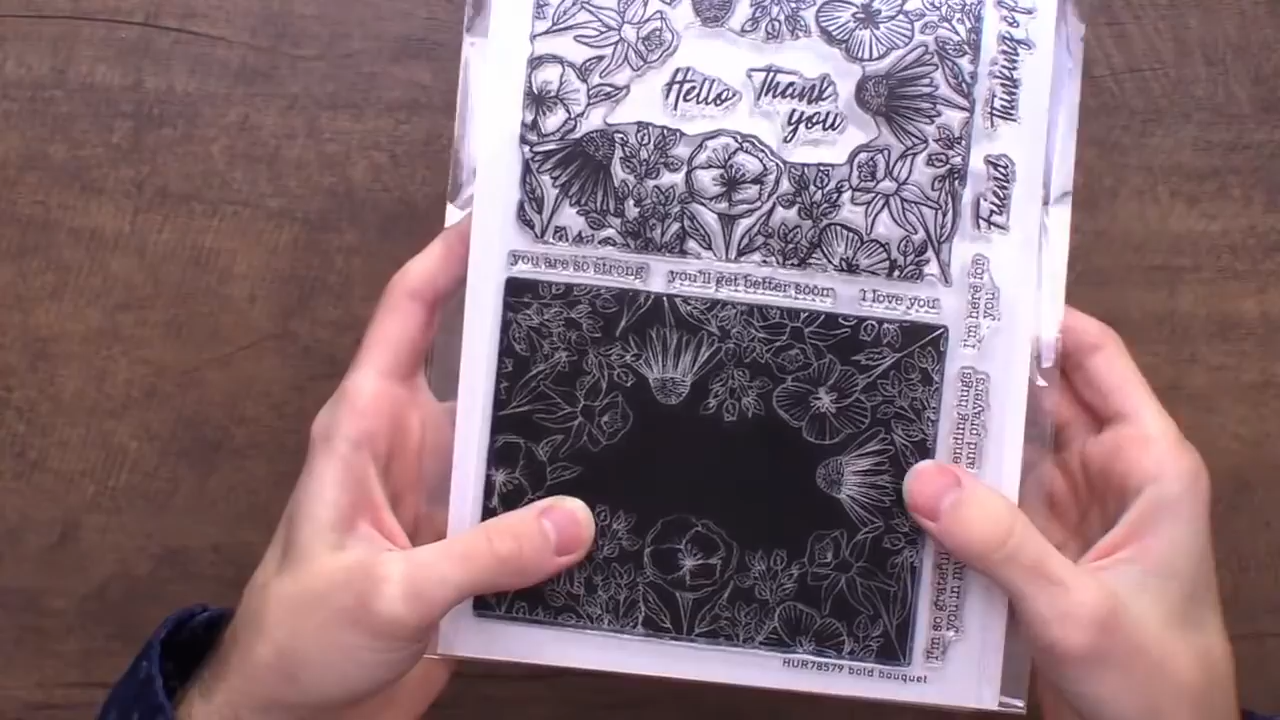 Hello
Thank
you
Thinking of
Friend
you are so strong
you'll get better soon
I love you
I'm here for
you
ending hugs
and prayers
I'm so grateful
you in my
HUR78579 bold bouquet